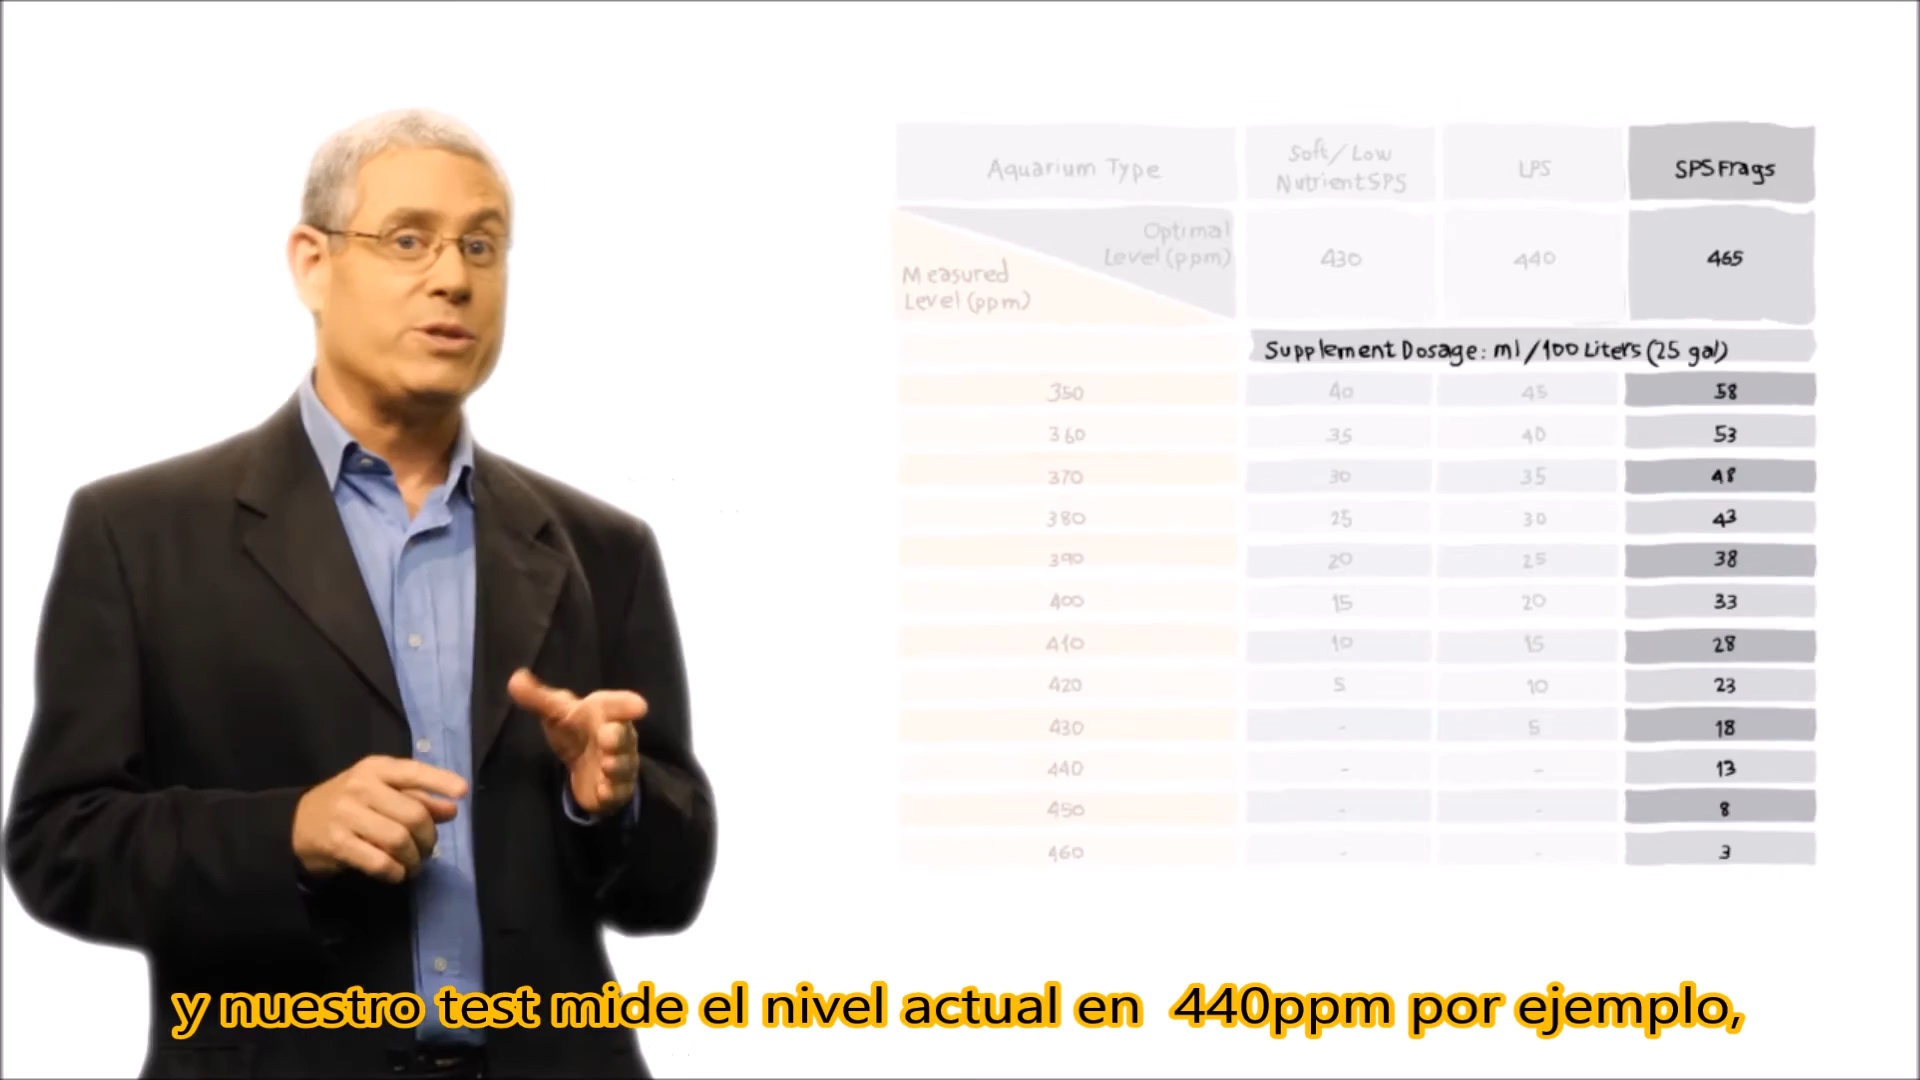 Aquarium Type Soft/Low NutrientSPS LPS SPS Frags
Optimal Level (ppm) 430 440 465
Measured Level (ppm)
Supplement Dosage: ml/100 Liters (25 gal)
350 40 45 58
360 35 40 53
370 30 35 48
380 25 30 43
390 20 25 38
400 15 20 33
410 10 15 28
420 5 10 23
430 - 5 18
440 - - 13
450 - - 8
460 - - 3
y nuestro test mide el nivel actual en 440ppm por ejemplo,